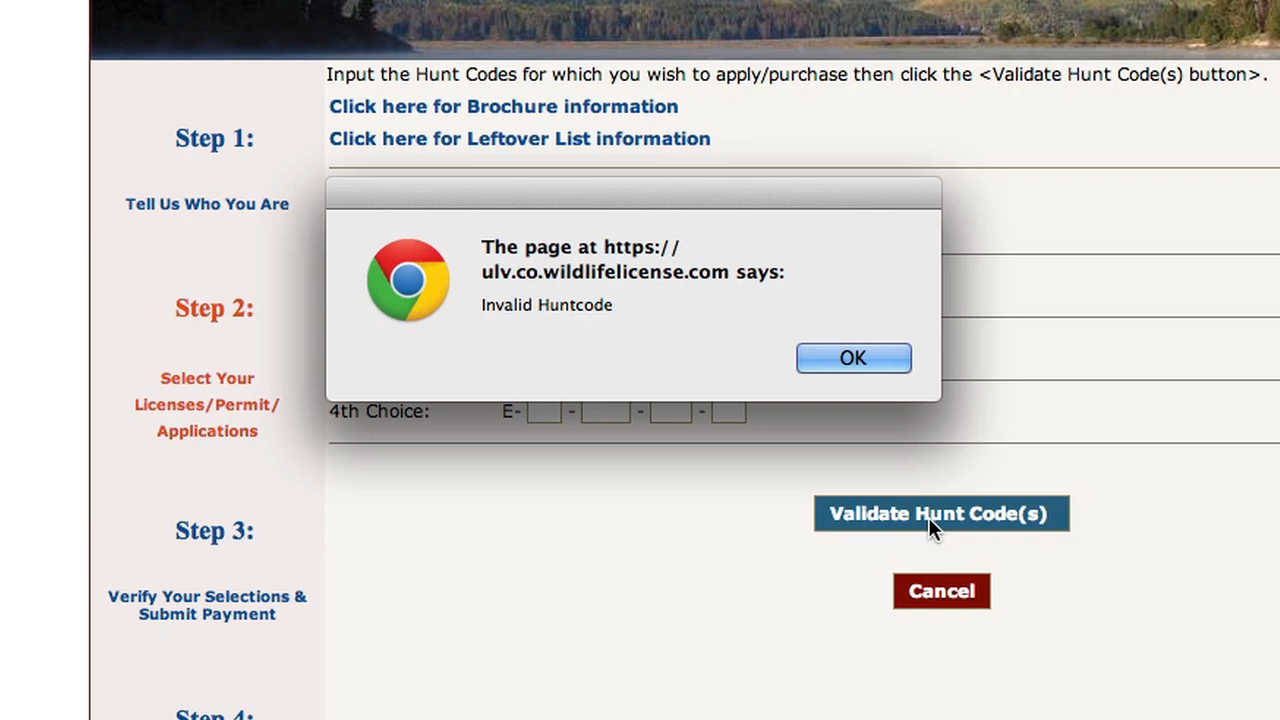 Input the Hunt Codes for which you wish to apply/purchase then click the <Validate Hunt Code(s) button>.
Click here for Brochure information
Click here for Leftover List information
Step 1:
Tell Us Who You Are
The page at https://
ulv.co.wildlifelicense.com says:
Invalid Huntcode
OK
Step 2:
Select Your
Licenses/Permit/
Applications
4th Choice: E- - - -
Validate Hunt Code(s)
Step 3:
Cancel
Verify Your Selections &
Submit Payment
Step 4: